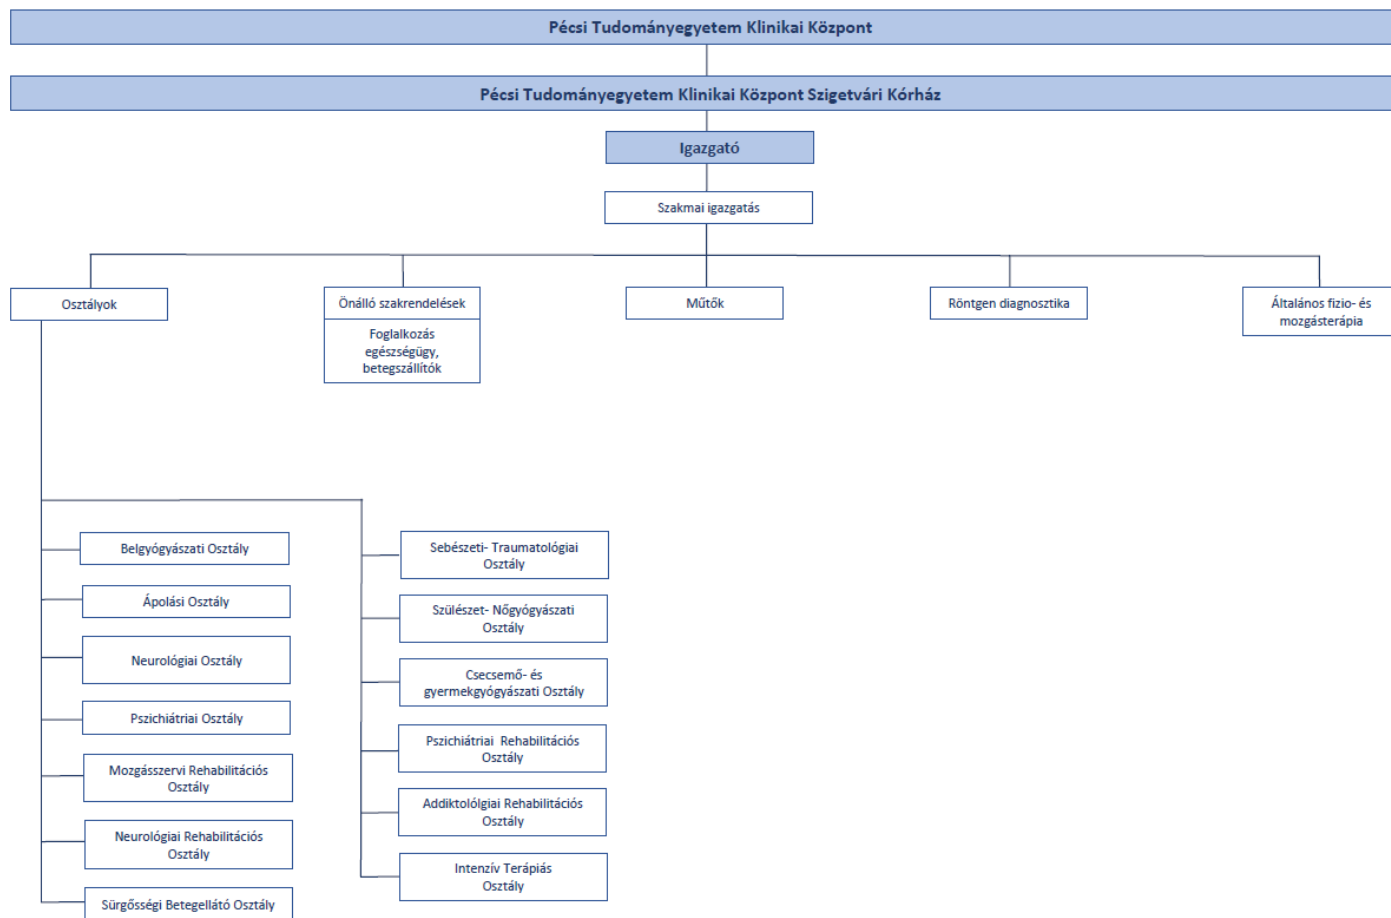 Pécsi Tudományegyetem Klinikai Központ
Pécsi Tudományegyetem Klinikai Központ Szigetvári Kórház
Igazgató
Szakmai igazgatás
Osztályok
Önálló szakrendelések
Foglalkozás
egészségügy,
betegszállítók
Műtők
Röntgen diagnosztika
Általános fizio- és
mozgásterápia
Belgyógyászati Osztály
Ápolási Osztály
Neurológiai Osztály
Pszichiátriai Osztály
Mozgásszervi Rehabilitációs
Osztály
Neurológiai Rehabilitációs
Osztály
Sürgősségi Betegellátó Osztály
Sebészeti- Traumatológiai
Osztály
Szülészet- Nőgyógyászati
Osztály
Csecsemő- és
gyermekgyógyászati Osztály
Pszichiátriai  Rehabilitációs
Osztály
Addiktolólgiai Rehabilitációs
Osztály
Intenzív Terápiás
Osztály